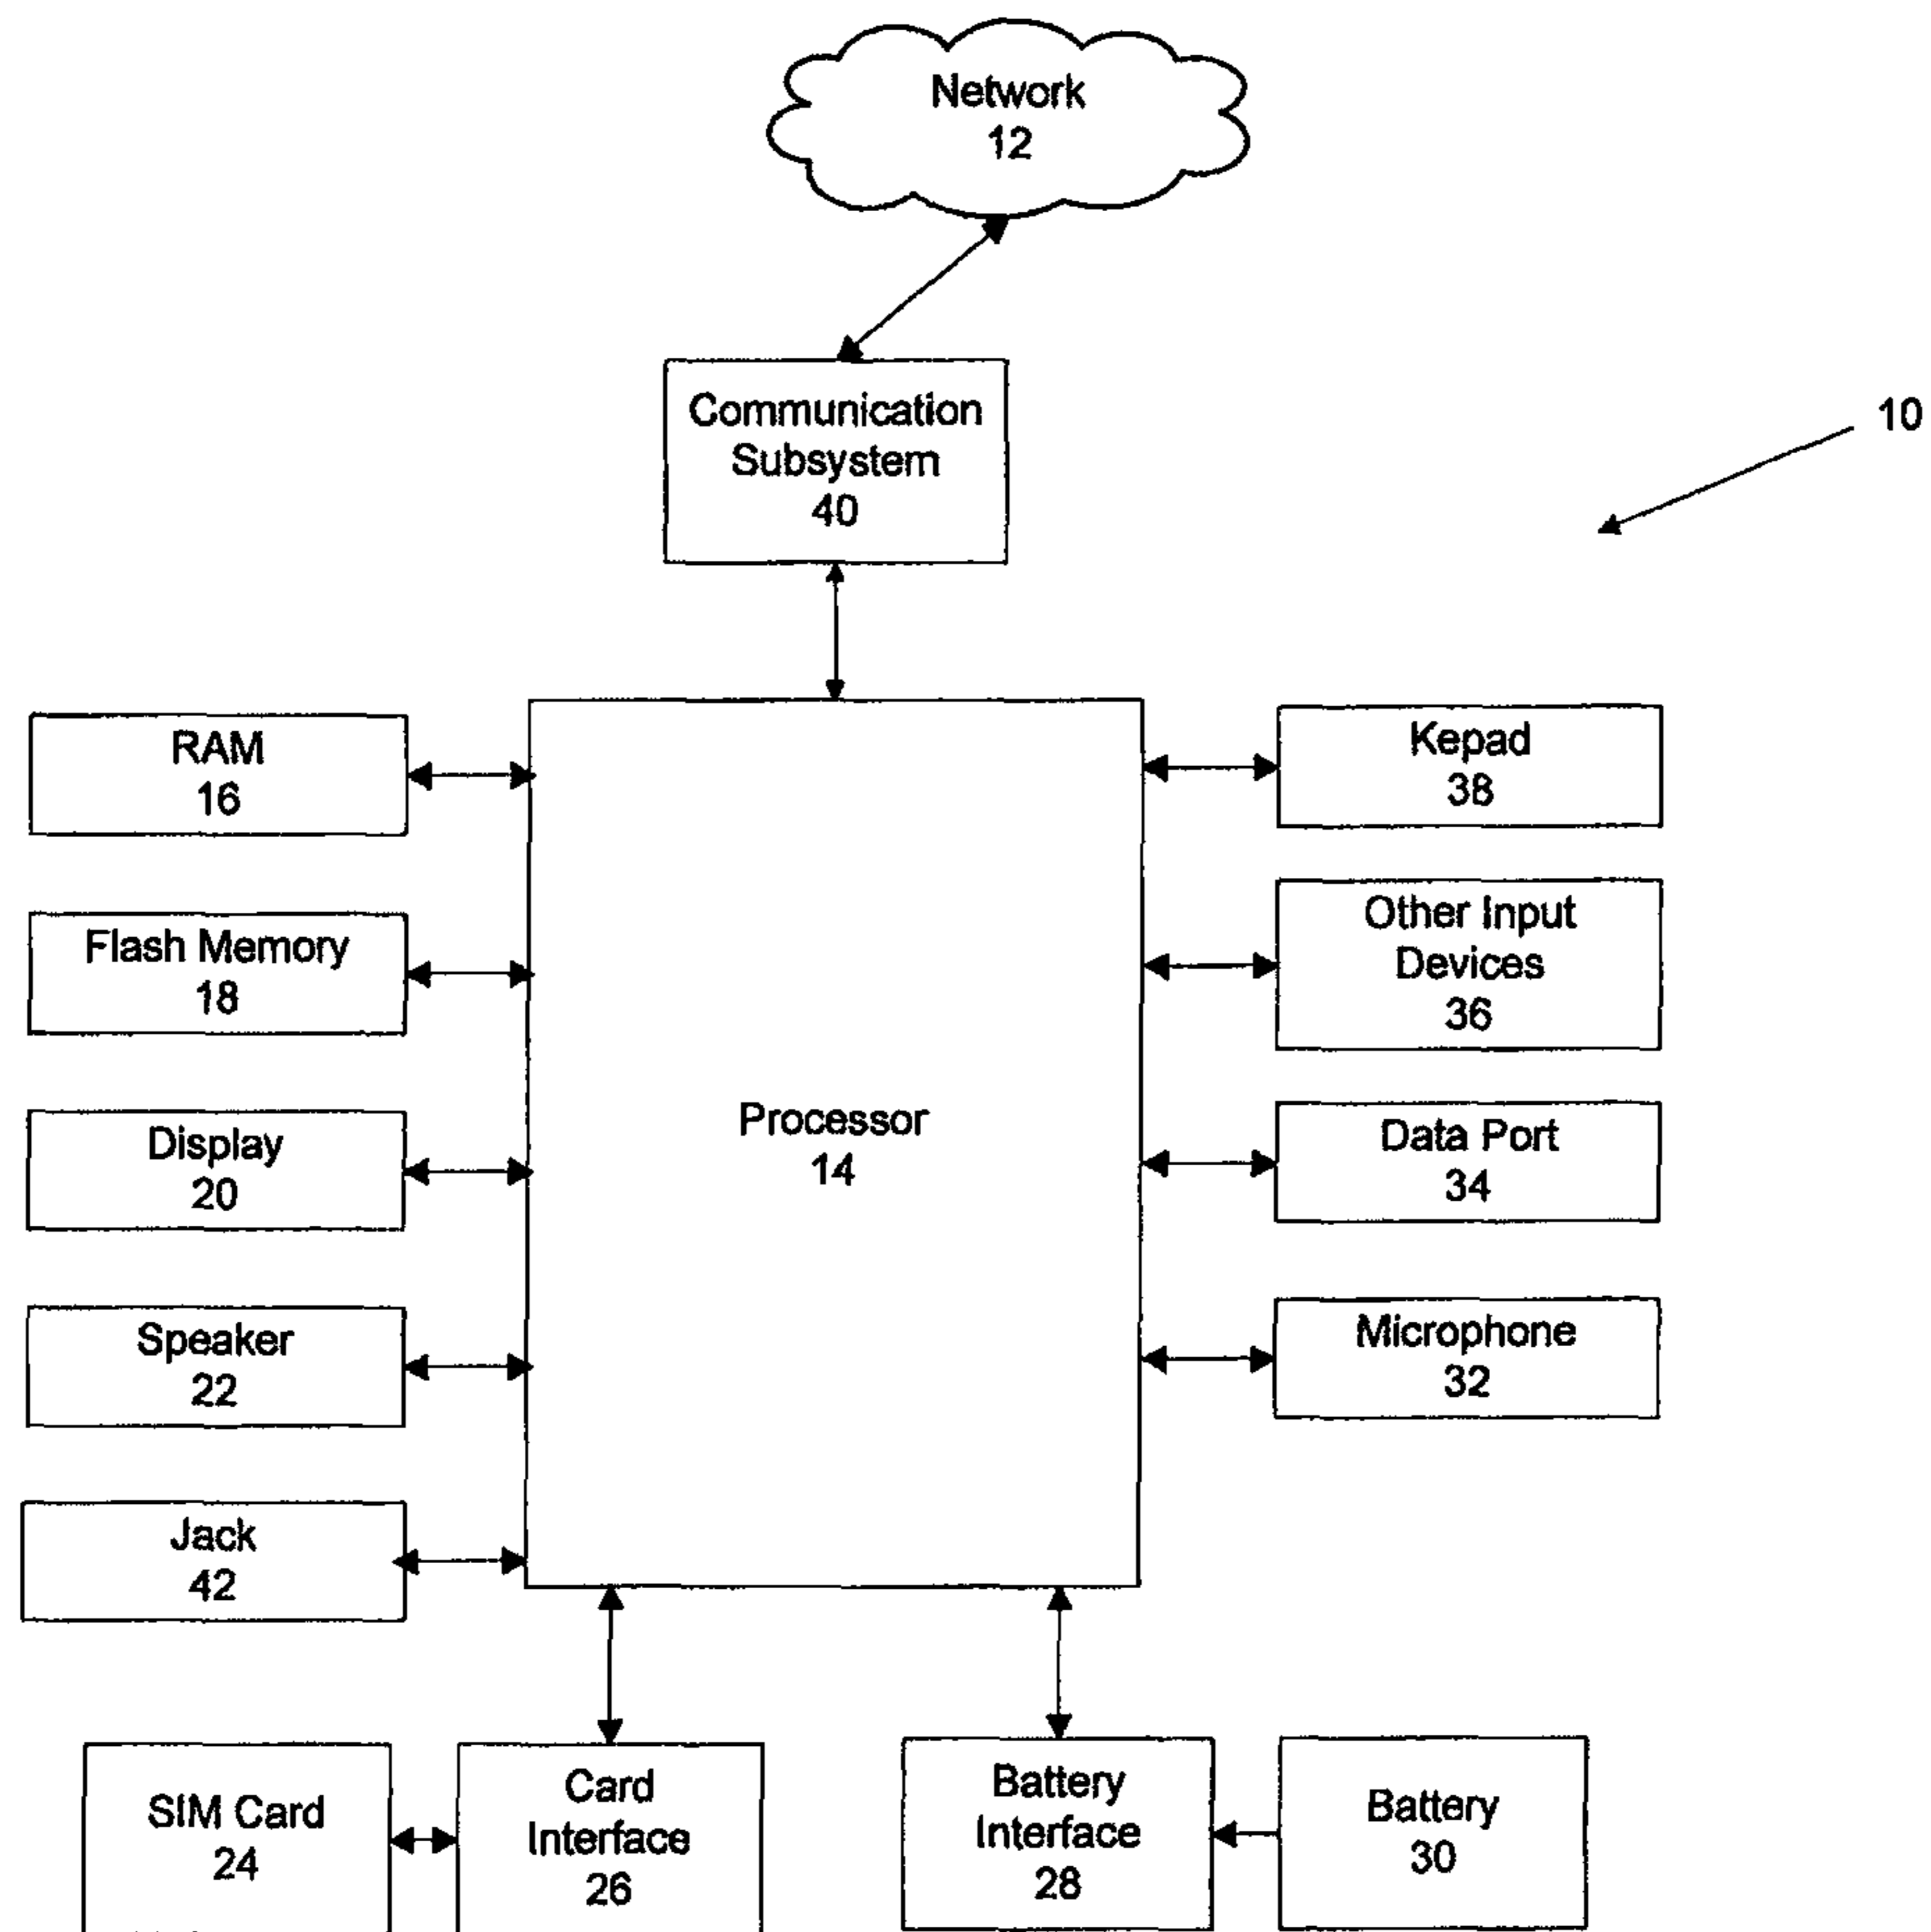 Network
12
Communication
Subsystem
40
10
RAM
16
Flash Memory
18
Display
20
Speaker
22
Jack
42
Processor
14
Kepad
38
Other Input
Devices
36
Data Port
34
Microphone
32
SIM Card
24
Card
Interface
26
Battery
Interface
28
Battery
30